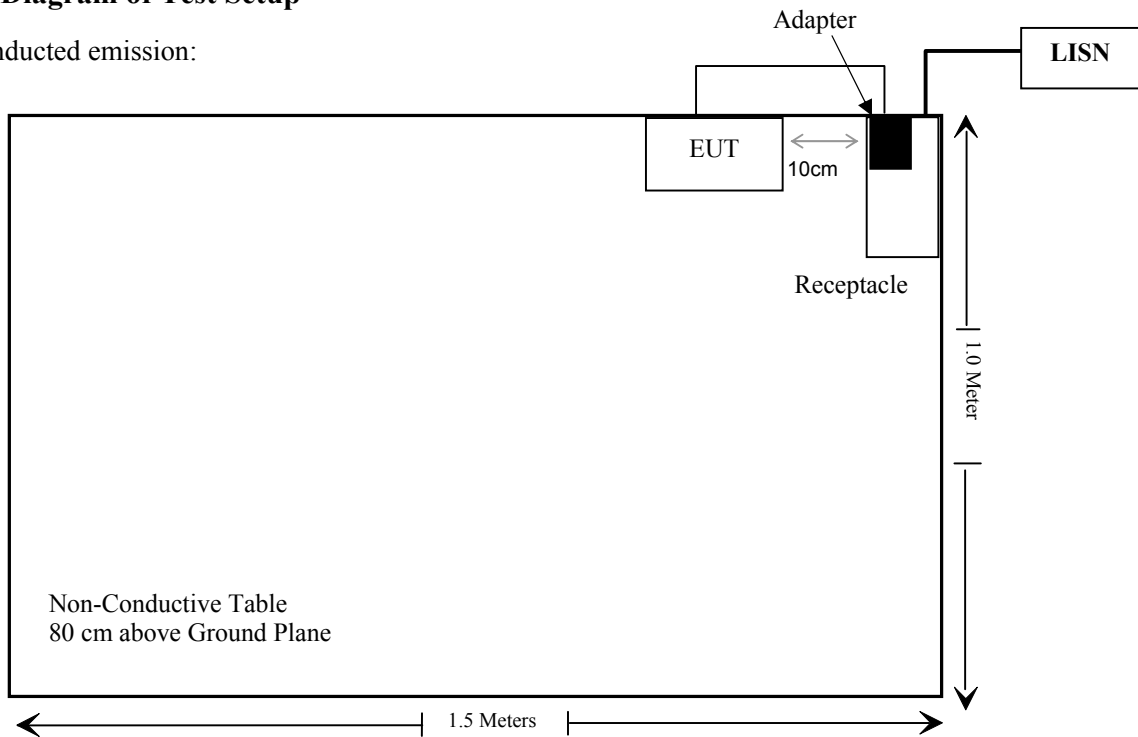 Diagram of Test Setup
nducted emission:
Adapter
LISN
EUT
10cm
Receptacle
1.0 Meter
Non-Conductive Table
80 cm above Ground Plane
1.5 Meters